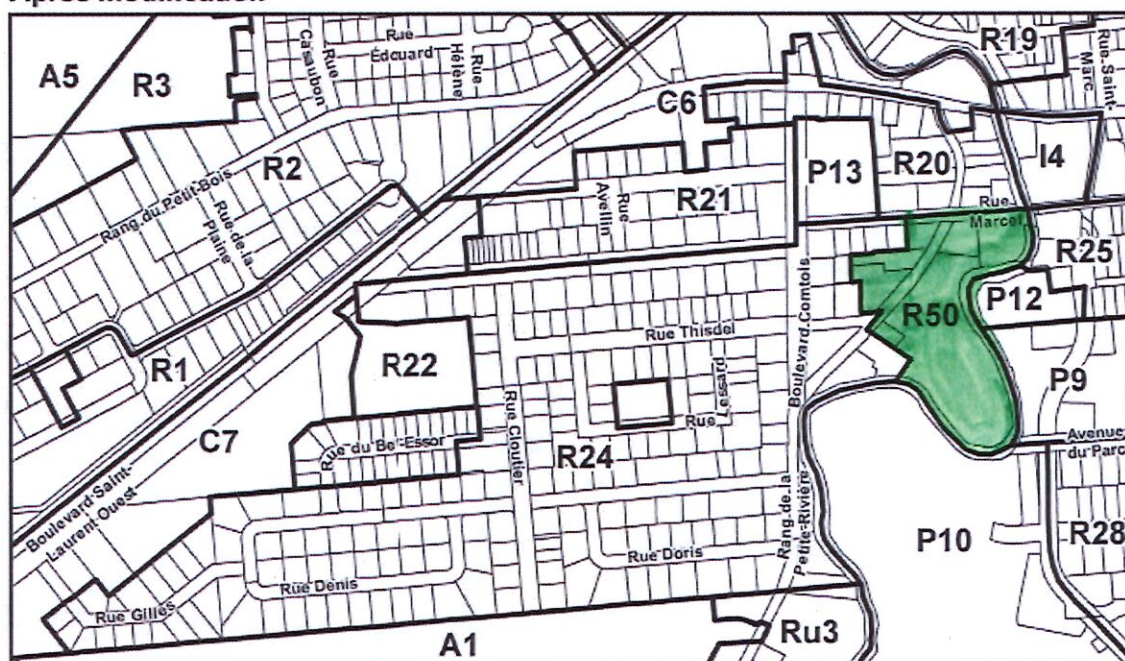 Après modification
A5
R3
Rue
Casaubon
Rue
Édouard
Rue
Hélène
R19
Rue-Saint-
Marc
C6
R2
Rang du Petit-Bois
Rue-de-la
Plaine
R21
Rue
Avellin
P13
R20
I4
Rue
Marcel
R25
P12
R50
R1
R22
Rue Thisdel
Boulevard Comtois
Lessard
Rue
P9
C7
Rue du Bel-Essor
Rue Cloutier
R24
Avenue
du Parc
Boulevard Saint-
Laurent Ouest
Rang de la
Petite-Rivière
P10
R28
Rue Doris
Rue Denis
Rue Gilles
A1
Ru3